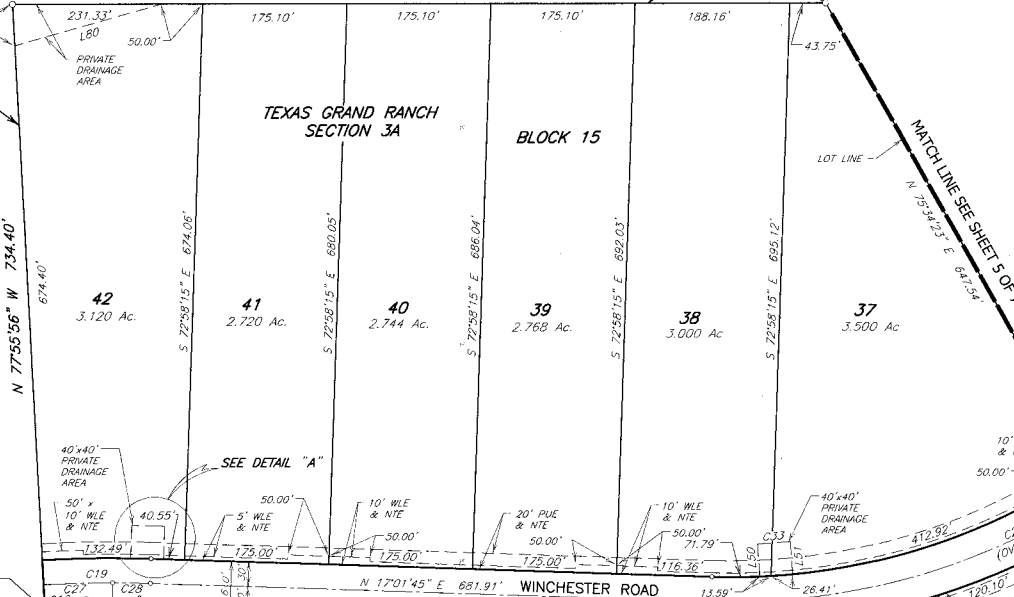 231.33'
175.10'
175.10'
175.10'
188.16'
L80
50.00'
43.75'
PRIVATE
DRAINAGE
AREA
TEXAS GRAND RANCH
SECTION 3A
BLOCK 15
LOT LINE
MATCH LINE SEE SHEET 5 OF
N 75°34'23" E 647.54'
N 77°55'56" W 734.40'
674.40'
S 72°58'15" E 674.06'
S 72°58'15" E 680.05'
S 72°58'15" E 686.04'
S 72°58'15" E 692.03'
S 72°58'15" E 695.12'
42
3.120 Ac.
41
2.720 Ac.
40
2.744 Ac.
39
2.768 Ac.
38
3.000 Ac
37
3.500 Ac
40'x40'
PRIVATE
DRAINAGE
AREA
SEE DETAIL "A"
50' x
10' WLE
& NTE
40.55'
5' WLE
& NTE
50.00'
10' WLE
& NTE
50.00'
20' PUE
& NTE
50.00'
10' WLE
& NTE
50.00'
71.79'
40'x40'
PRIVATE
DRAINAGE
AREA
10'
&
50.00'
132.49'
175.00'
175.00'
175.00'
116.36'
C33
L50
L51
412.92'
C19
C27
C28
N 17°01'45" E 681.91'
WINCHESTER ROAD
13.59'
26.41'
120.10'
30'
(OV